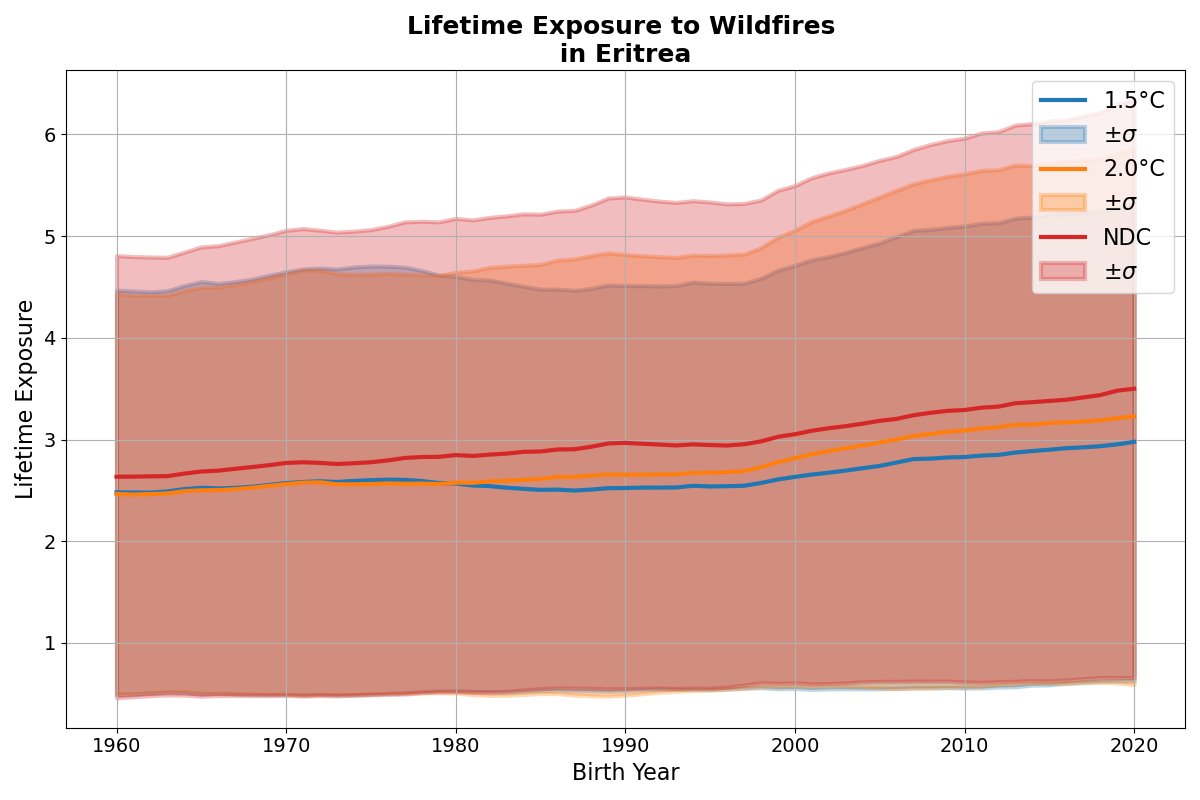 Lifetime Exposure to Wildfires
in Eritrea
Lifetime Exposure
6
5
4
3
2
1
1960 1970 1980 1990 2000 2010 2020
Birth Year
1.5°C
±σ
2.0°C
±σ
NDC
±σ